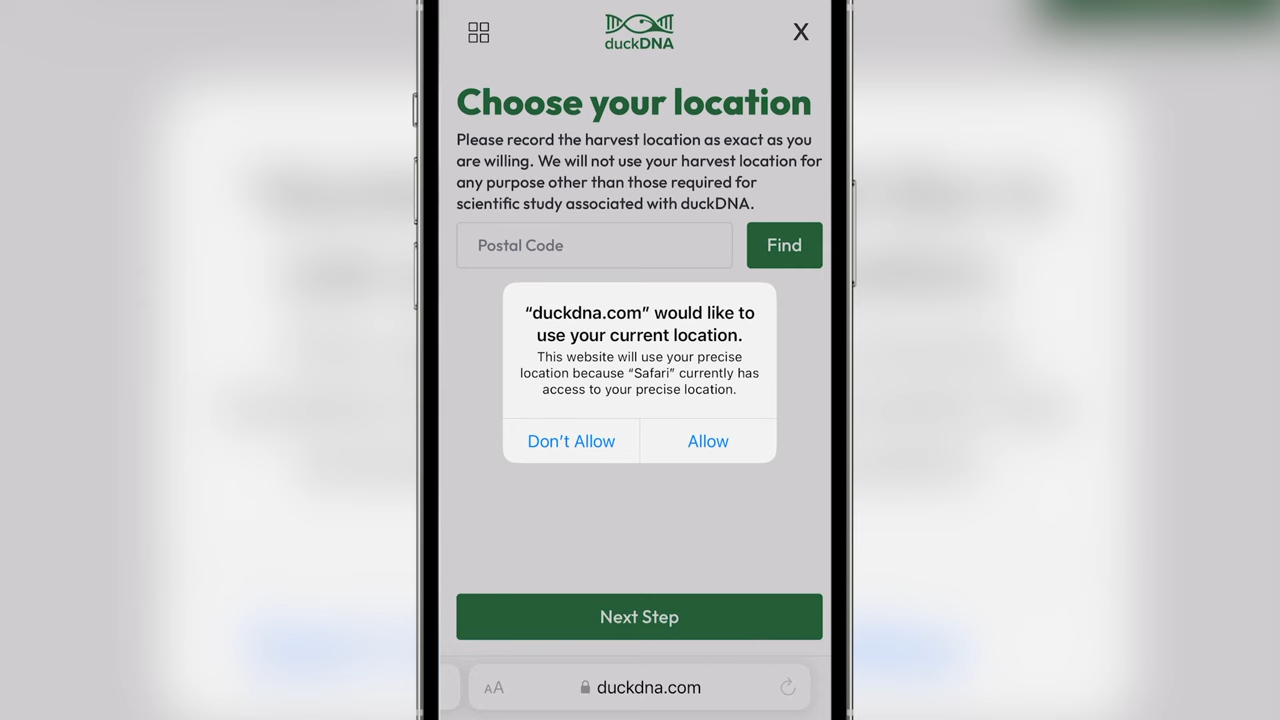 duckDNA
X
Choose your location
Please record the harvest location as exact as you
are willing. We will not use your harvest location for
any purpose other than those required for
scientific study associated with duckDNA.
Postal Code
Find
“duckdna.com” would like to
use your current location.
This website will use your precise
location because “Safari” currently has
access to your precise location.
Don’t Allow
Allow
Next Step
AA
duckdna.com